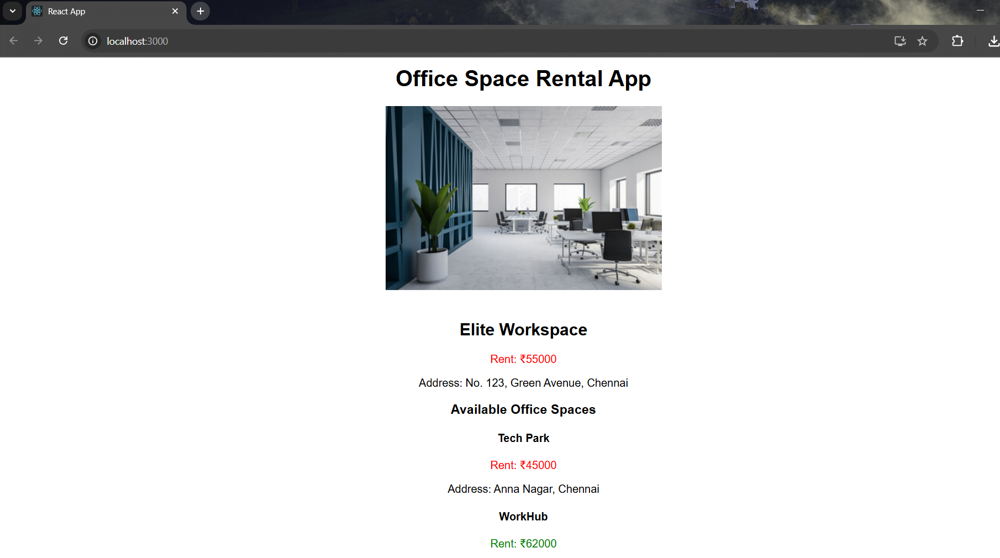 React App
localhost:3000
Office Space Rental App
Elite Workspace
Rent: ₹55000
Address: No. 123, Green Avenue, Chennai
Available Office Spaces
Tech Park
Rent: ₹45000
Address: Anna Nagar, Chennai
WorkHub
Rent: ₹62000